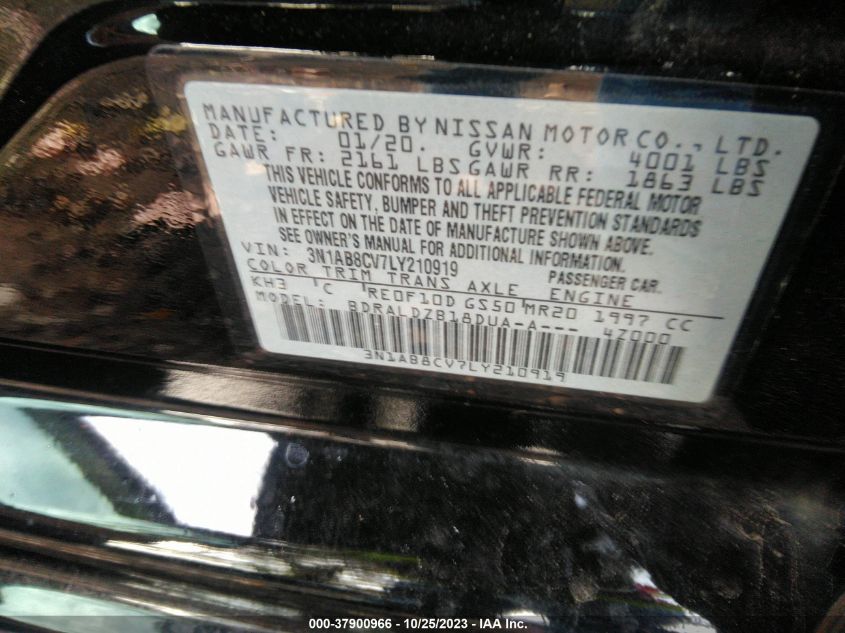 MANUFACTURED BY NISSAN MOTOR CO., LTD.
DATE: 01/20. GVWR: 4001 LBS
GAWR FR: 2161 LBS GAWR RR: 1863 LBS
THIS VEHICLE CONFORMS TO ALL APPLICABLE FEDERAL MOTOR
VEHICLE SAFETY, BUMPER AND THEFT PREVENTION STANDARDS
IN EFFECT ON THE DATE OF MANUFACTURE SHOWN ABOVE.
SEE OWNER'S MANUAL FOR ADDITIONAL INFORMATION.
VIN: 3N1AB8CV7LY210919 PASSENGER CAR.
COLOR TRIM TRANS AXLE ENGINE
KH3 C RE0F10D GS50 MR20 1997 CC
MODEL: BDRALDZB18DUA-A--- 4Z000
3N1AB8CV7LY210919
000-37900966 - 10/25/2023 - IAA Inc.